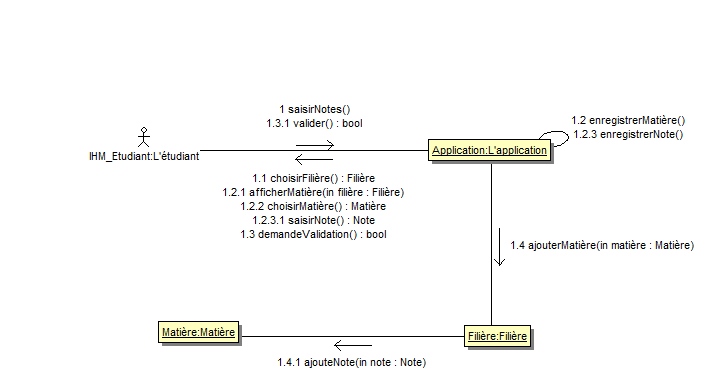 1 saisirNotes()
1.3.1 valider() : bool
1.2 enregistrerMatière()
1.2.3 enregistrerNote()
IHM_Etudiant:L'étudiant
Application:L'application
1.1 choisirFilière() : Filière
1.2.1 afficherMatière(in filière : Filière)
1.2.2 choisirMatière() : Matière
1.2.3.1 saisirNote() : Note
1.3 demandeValidation() : bool
1.4 ajouterMatière(in matière : Matière)
Matière:Matière
Filière:Filière
1.4.1 ajouteNote(in note : Note)